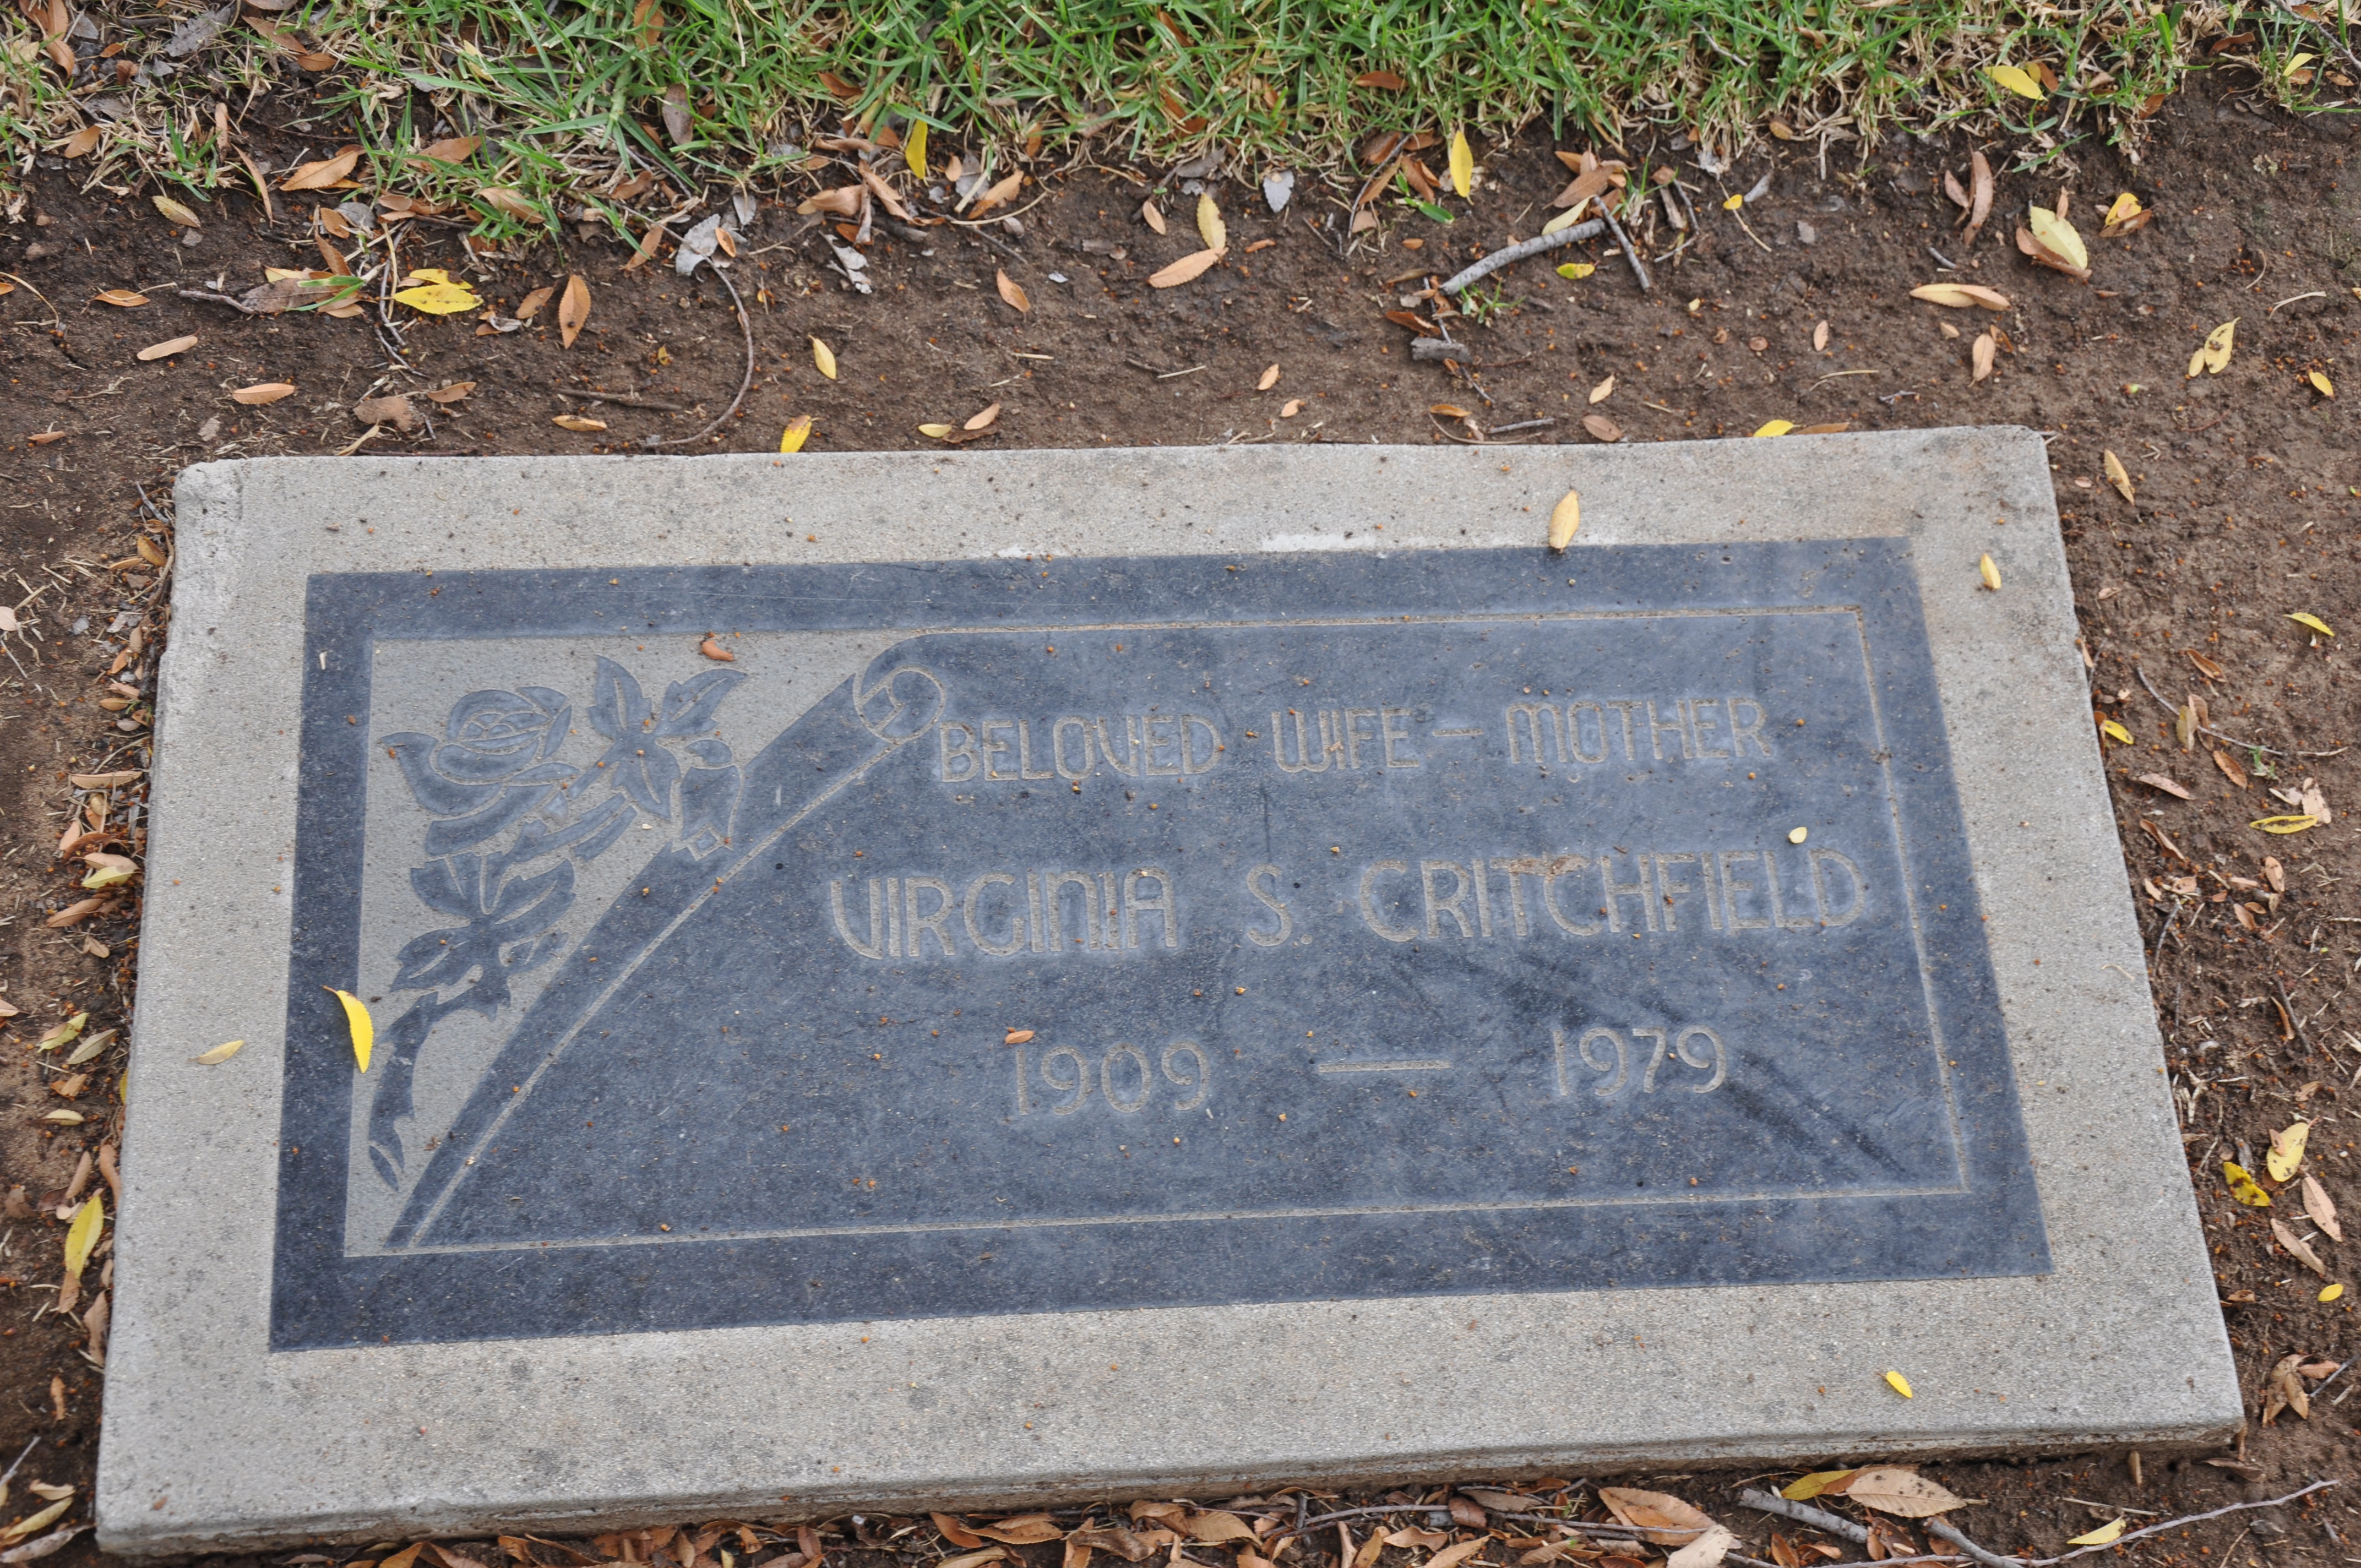 BELOVED WIFE – MOTHER
VIRGINIA S. CRITCHFIELD
1909 — 1979